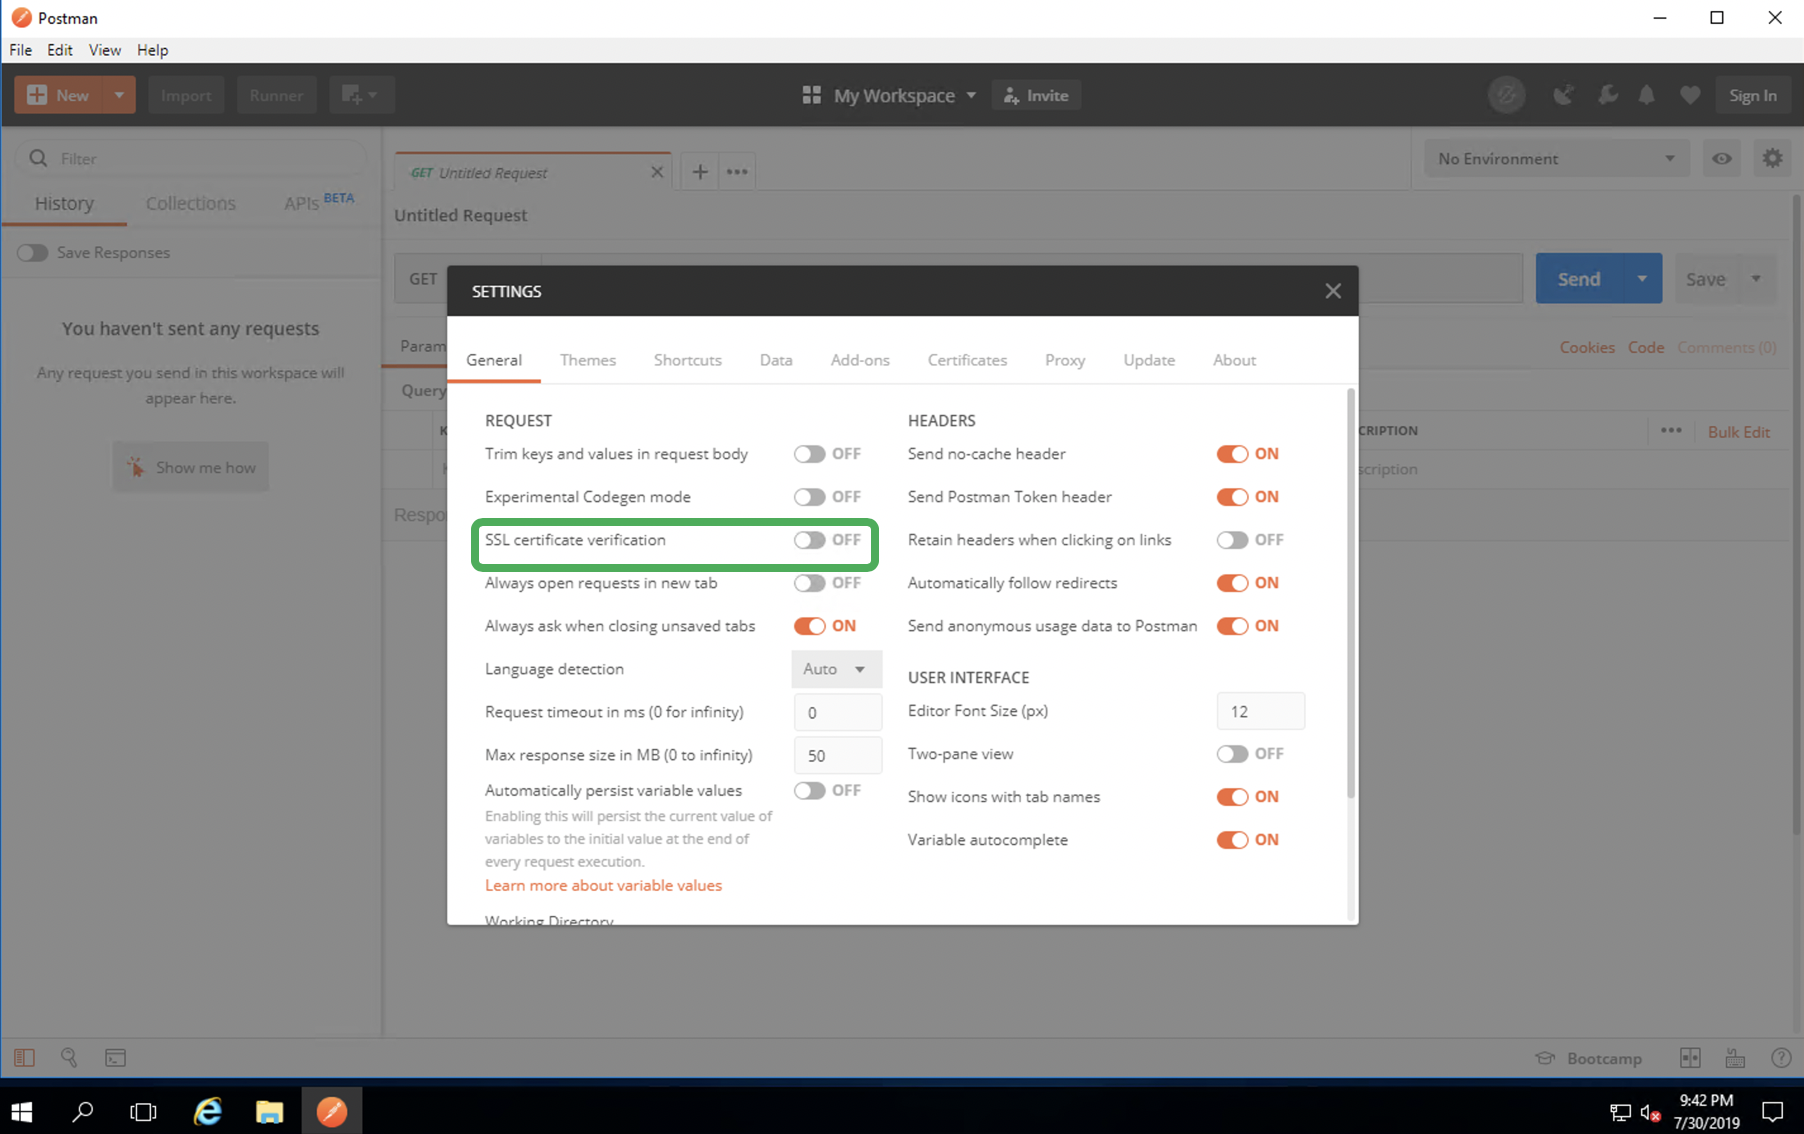 Postman
File Edit View Help
New Import Runner My Workspace Invite Sign In
Filter
History Collections APIs BETA
Save Responses
You haven't sent any requests
Any request you send in this workspace will
appear here.
Show me how
GET Untitled Request
No Environment
Untitled Request
GET
Send Save
Param
Cookies Code Comments (0)
Query
K
CRIPTION
Bulk Edit
scription
Respo
SETTINGS
General Themes Shortcuts Data Add-ons Certificates Proxy Update About
REQUEST
Trim keys and values in request body OFF
Experimental Codegen mode OFF
SSL certificate verification OFF
Always open requests in new tab OFF
Always ask when closing unsaved tabs ON
Language detection Auto
Request timeout in ms (0 for infinity) 0
Max response size in MB (0 to infinity) 50
Automatically persist variable values OFF
Enabling this will persist the current value of
variables to the initial value at the end of
every request execution.
Learn more about variable values
Working Directory
HEADERS
Send no-cache header ON
Send Postman Token header ON
Retain headers when clicking on links OFF
Automatically follow redirects ON
Send anonymous usage data to Postman ON
USER INTERFACE
Editor Font Size (px) 12
Two-pane view OFF
Show icons with tab names ON
Variable autocomplete ON
Bootcamp
9:42 PM
7/30/2019